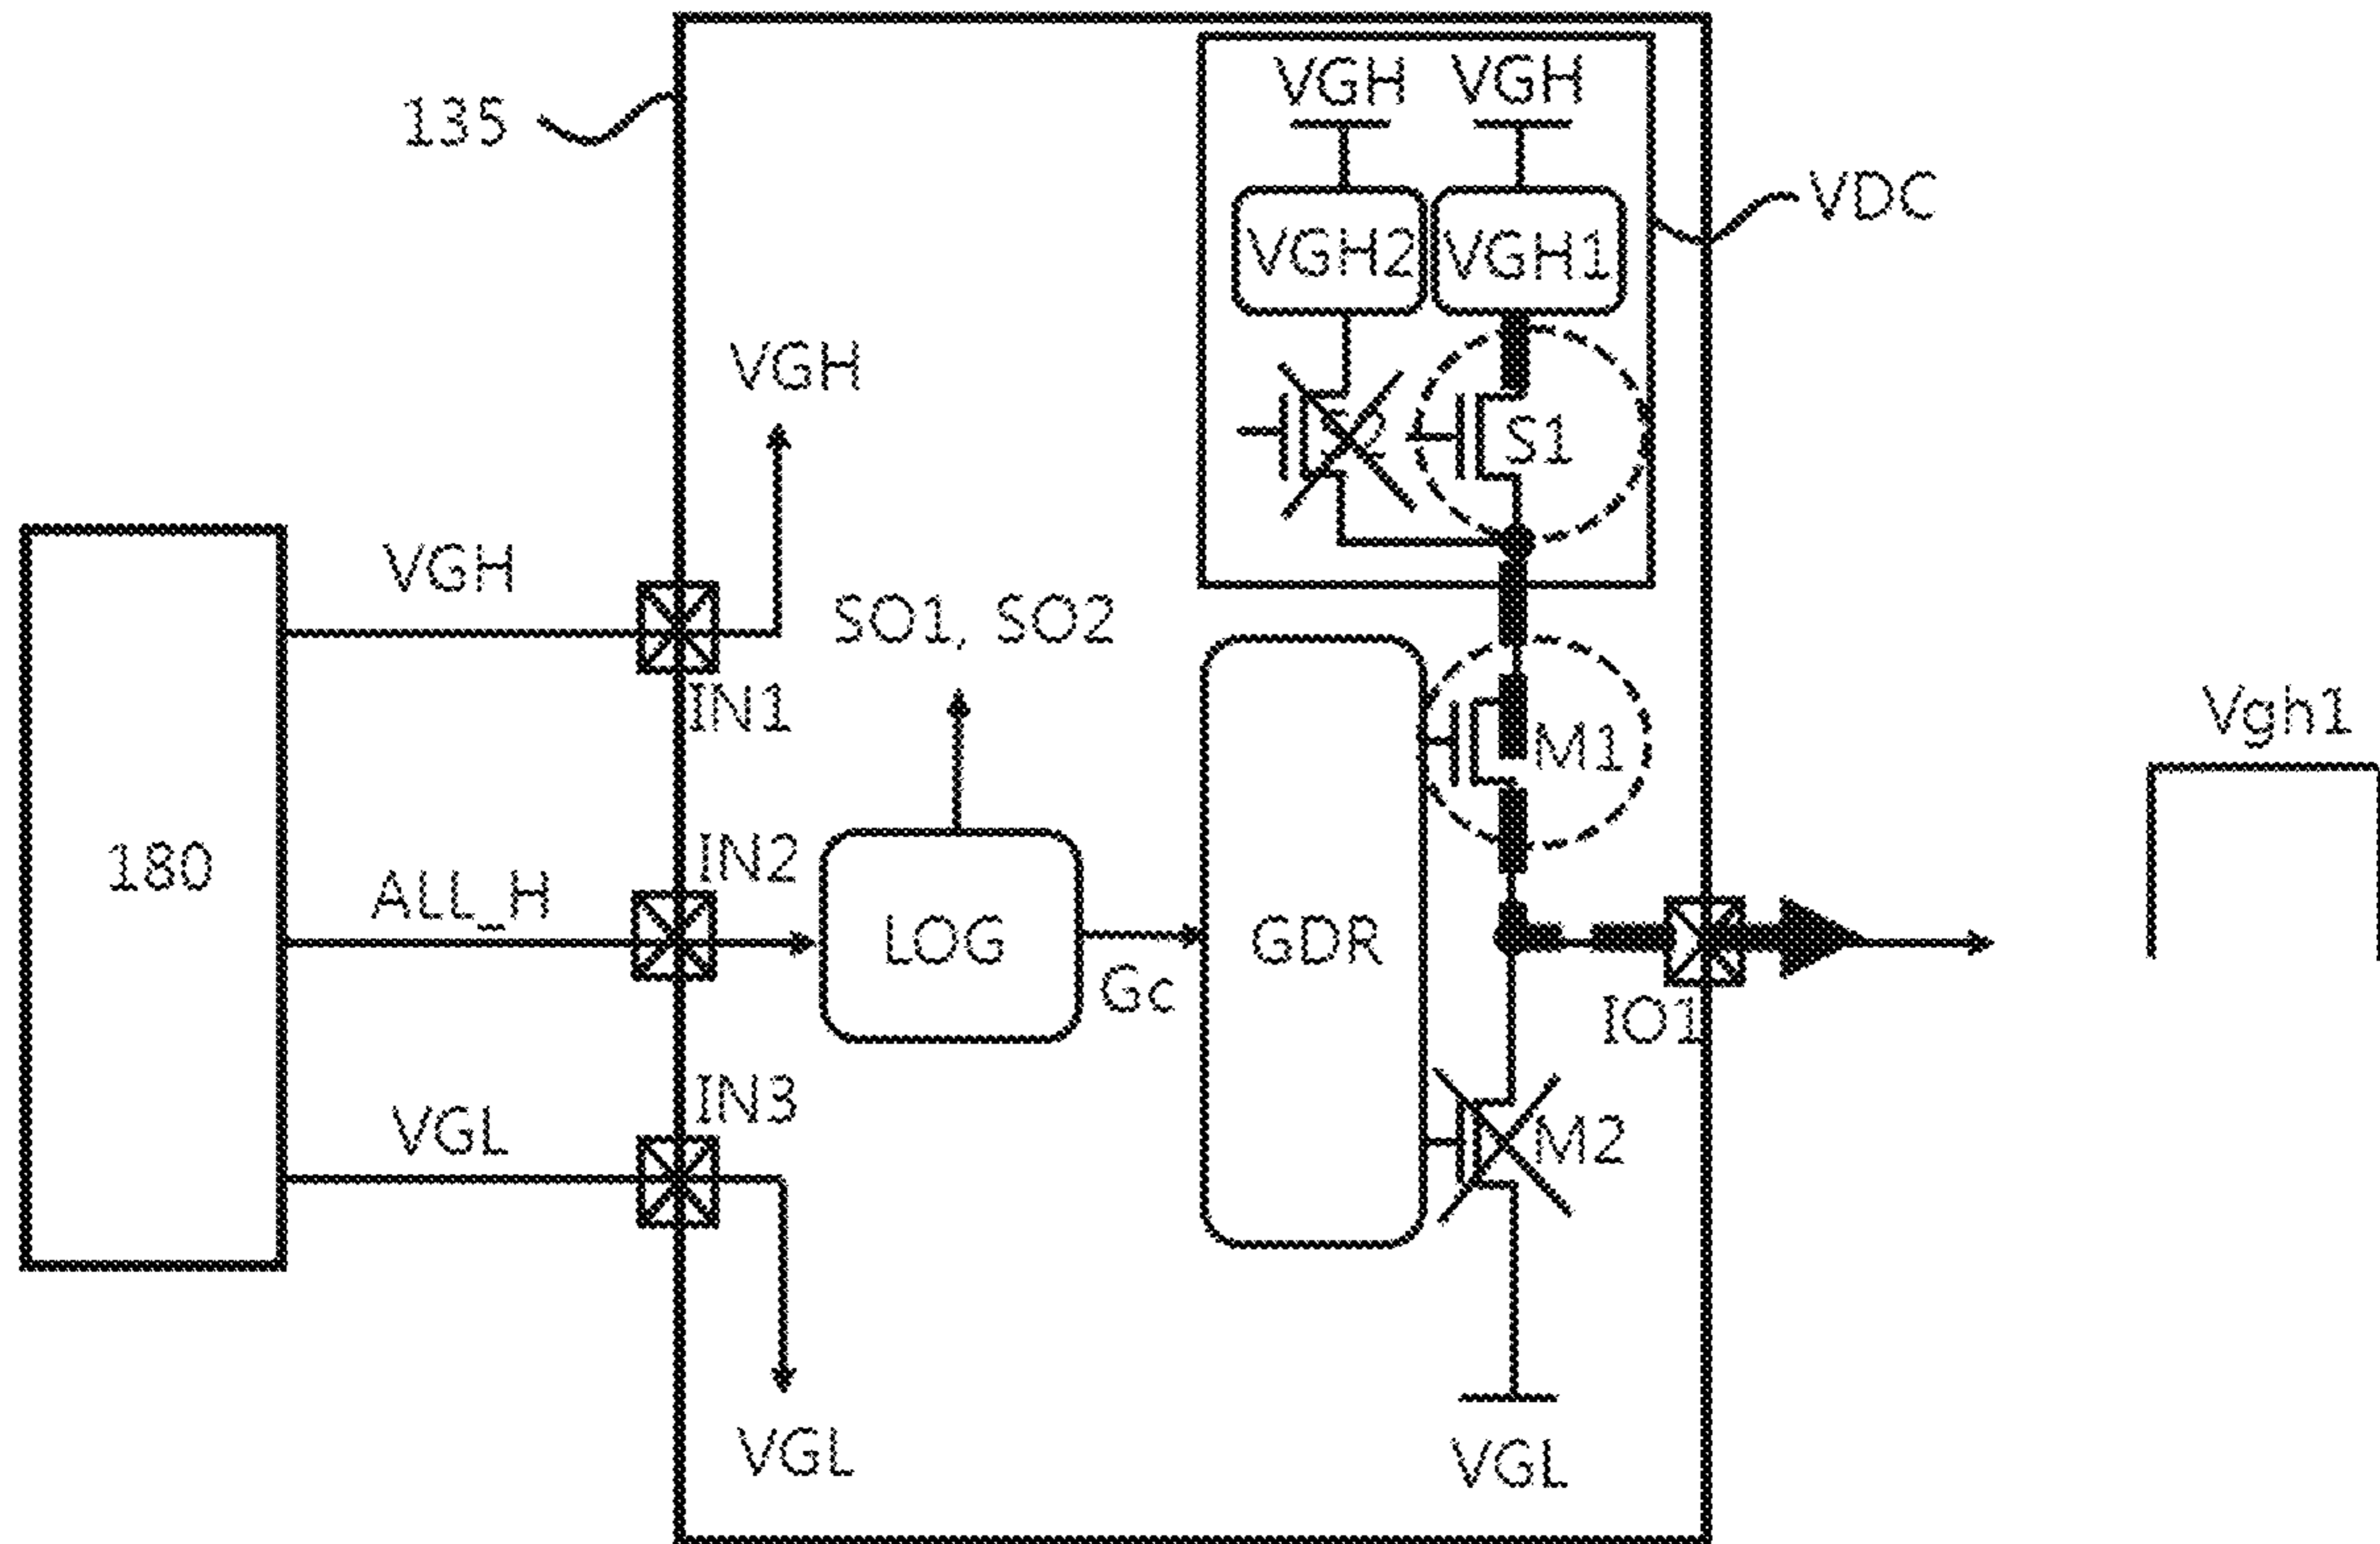 VGH VGH
135
VDC
VGH2 VGH1
VGH
S1
VGH
SO1, SO2
IN1
M1
Vgh1
180
IN2
ALL_H
LOG
GDR
Gc
IO1
IN3
VGL
M2
VGL
VGL